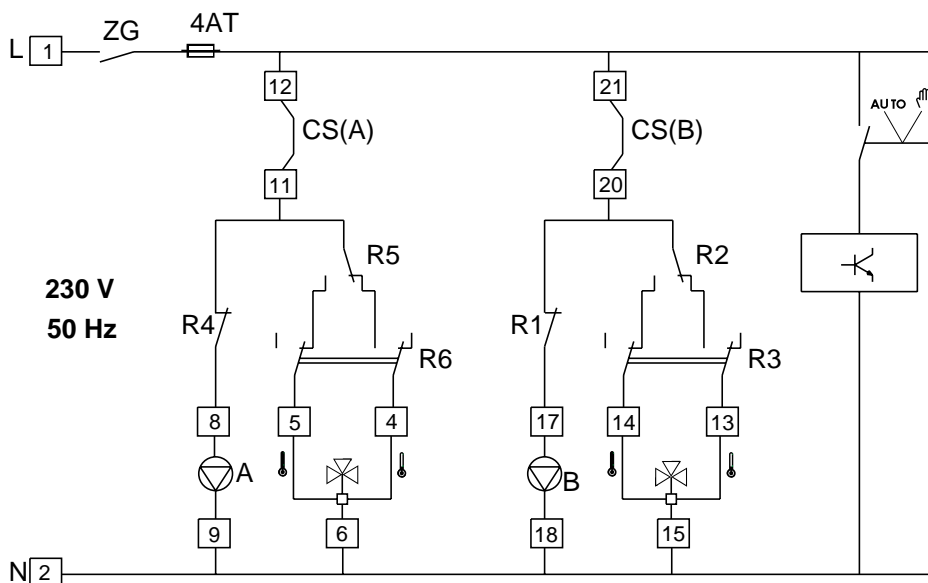 ZG 4AT
L 1
12 21
AUTO
CS(A) CS(B)
11 20
R5 R2
230 V
50 Hz
R4 R1
R6 R3
8 5 4 17 14 13
A B
9 6 18 15
N 2